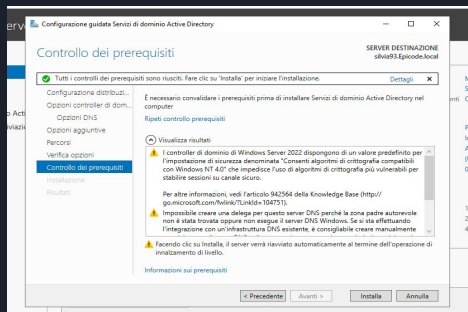 Configurazione guidata Servizi di dominio Active Directory
Controllo dei prerequisiti
SERVER DESTINAZIONE
silvia93.Epicode.local
Tutti i controlli dei prerequisiti sono riusciti. Fare clic su 'Installa' per iniziare l'installazione.
Dettagli
Configurazione distribuzi...
Opzioni controller di dom...
Opzioni DNS
Opzioni aggiuntive
Percorsi
Verifica opzioni
Controllo dei prerequisiti
Installazione
Risultati
È necessario convalidare i prerequisiti prima di installare Servizi di dominio Active Directory nel
computer
Ripeti controllo prerequisiti
Visualizza risultati
I controller di dominio di Windows Server 2022 dispongono di un valore predefinito per
l'impostazione di sicurezza denominata "Consenti algoritmi di crittografia compatibili
con Windows NT 4.0" che impedisce l'uso di algoritmi di crittografia più vulnerabili per
stabilire sessioni su canale sicuro.
Per altre informazioni, vedi l'articolo 942564 della Knowledge Base (http://
go.microsoft.com/fwlink/?LinkId=104751).
Impossibile creare una delega per questo server DNS perché la zona padre autorevole
non è stata trovata oppure non esegue il server DNS Windows. Se si sta effettuando
l'integrazione con un'infrastruttura DNS esistente, è consigliabile creare manualmente
Facendo clic su Installa, il server verrà riavviato automaticamente al termine dell'operazione di
innalzamento di livello.
Informazioni sui prerequisiti
< Precedente
Avanti >
Installa
Annulla